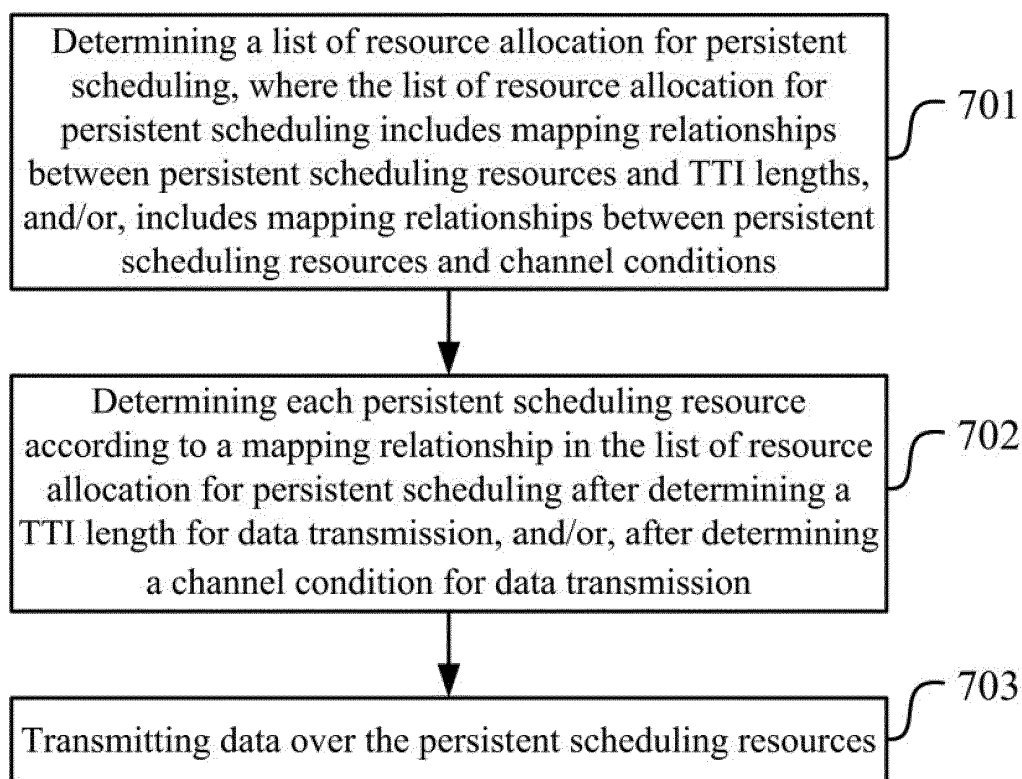 Determining a list of resource allocation for persistent
scheduling, where the list of resource allocation for
persistent scheduling includes mapping relationships
between persistent scheduling resources and TTI lengths,
and/or, includes mapping relationships between persistent
scheduling resources and channel conditions
701
Determining each persistent scheduling resource
according to a mapping relationship in the list of resource
allocation for persistent scheduling after determining a
TTI length for data transmission, and/or, after determining
a channel condition for data transmission
702
Transmitting data over the persistent scheduling resources
703